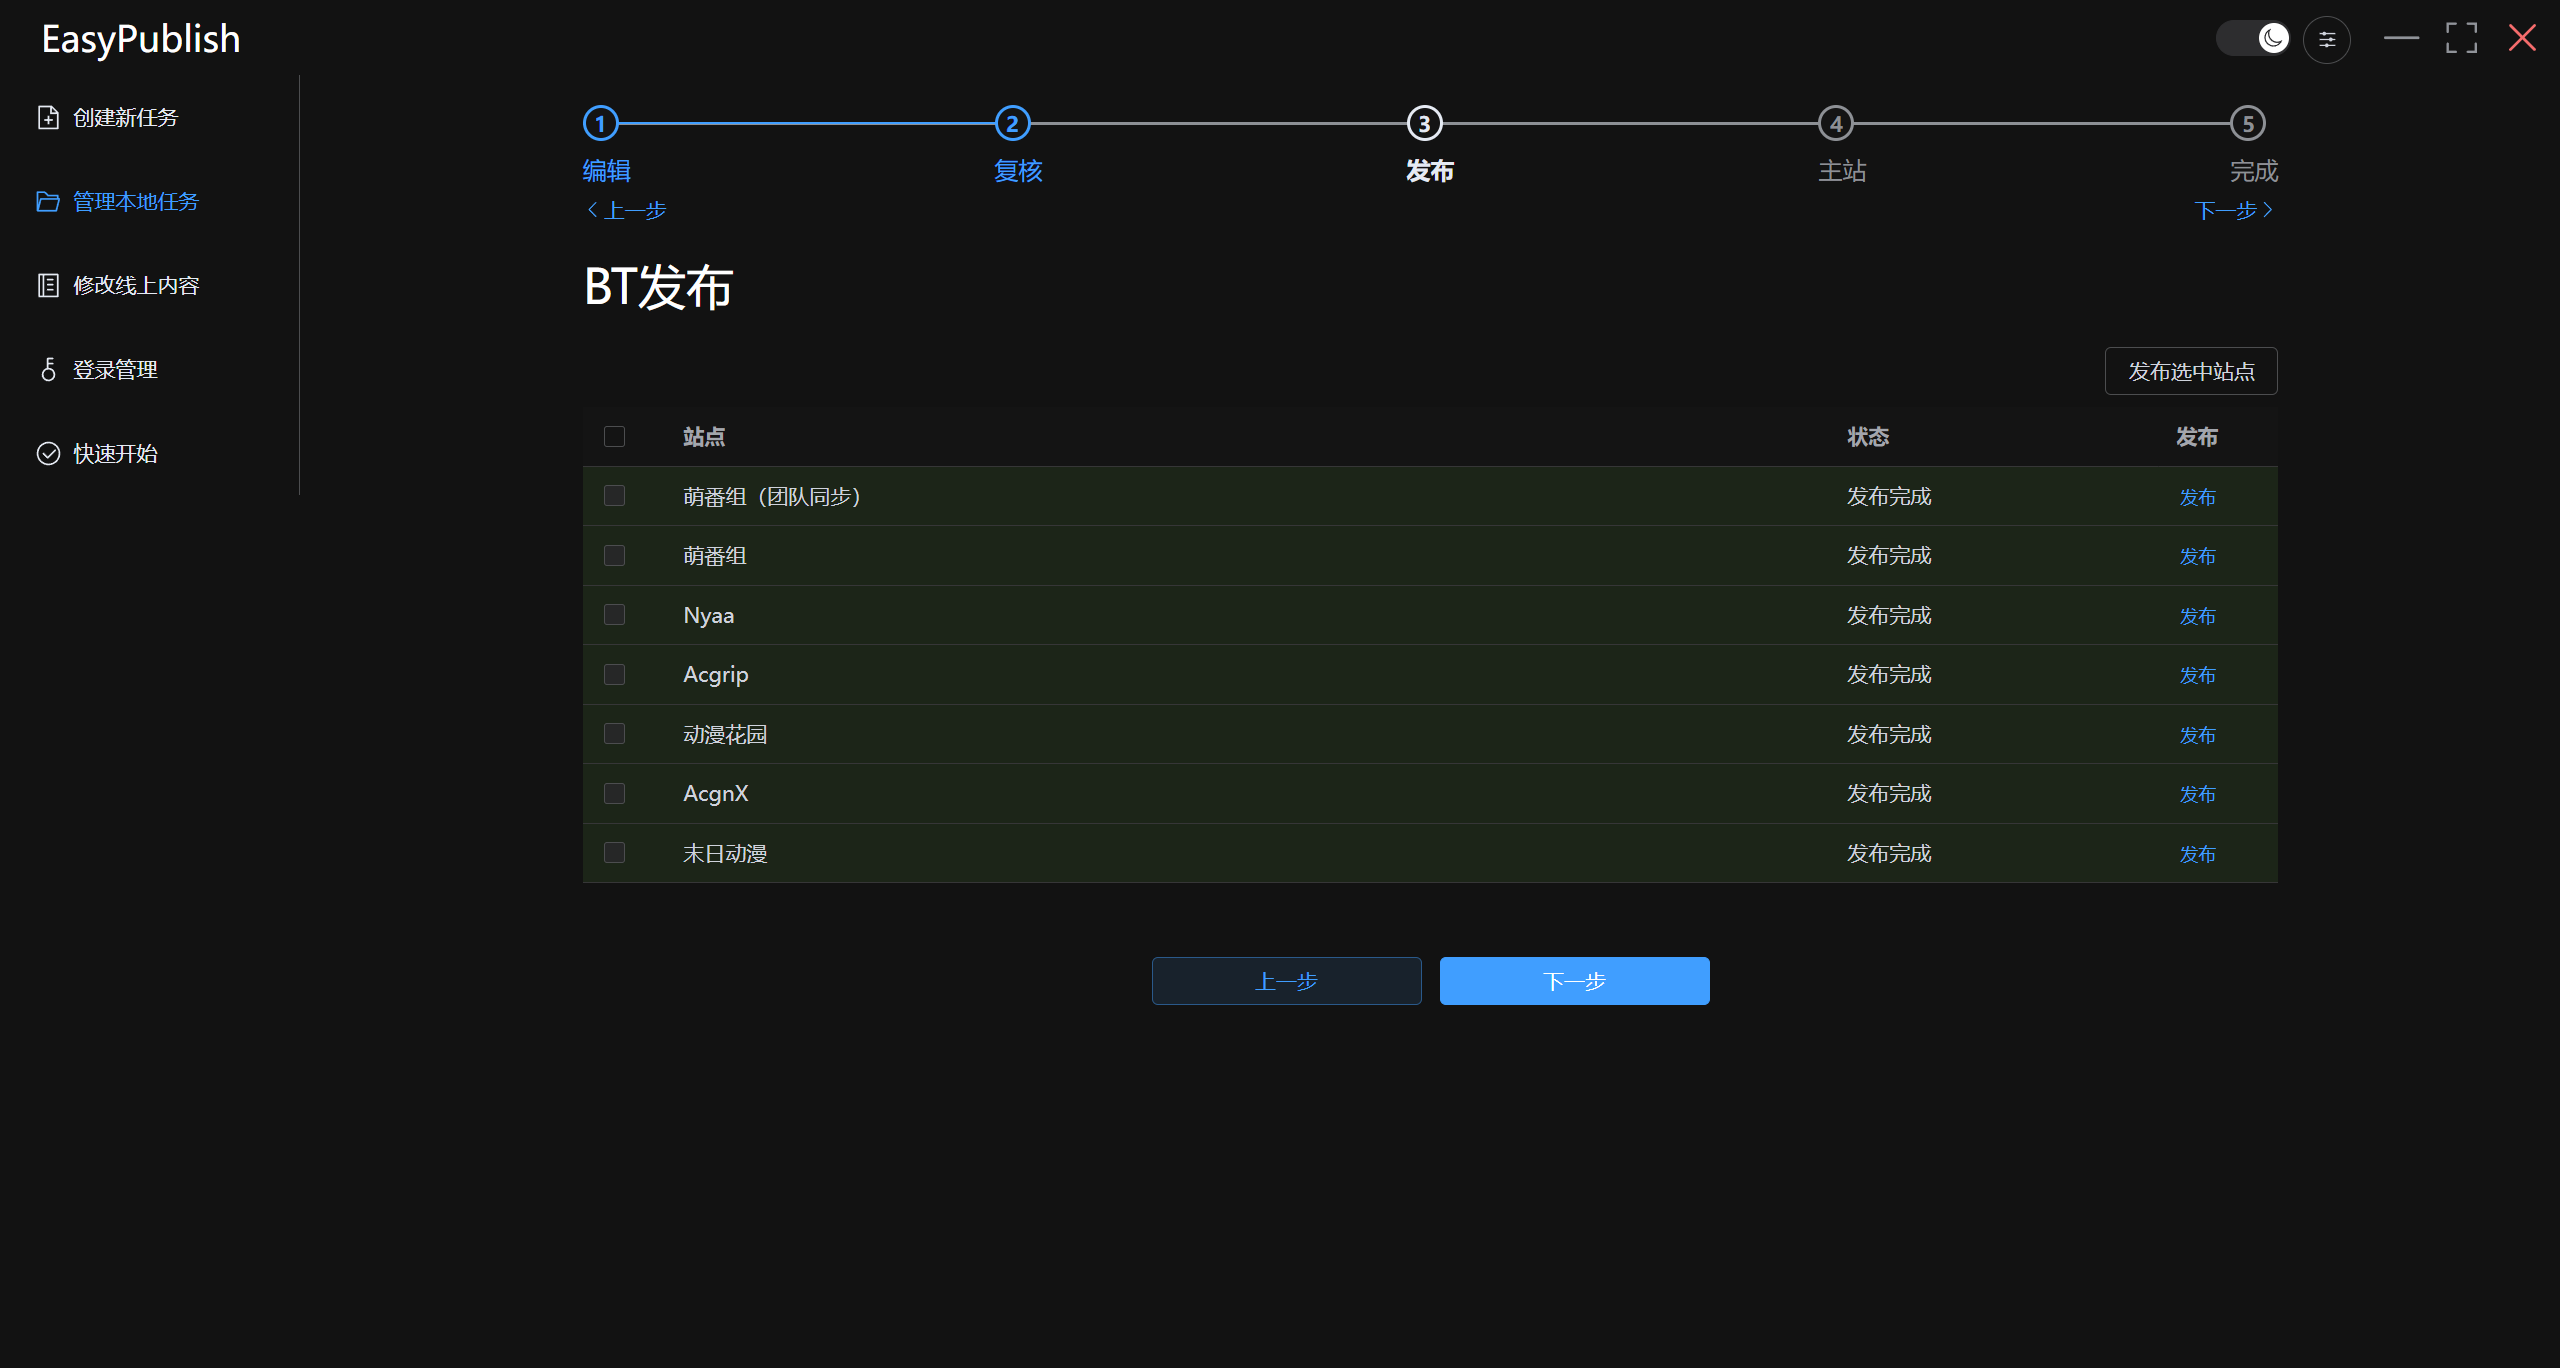 EasyPublish
创建新任务
管理本地任务
修改线上内容
登录管理
快速开始
1 2 3 4 5
编辑 复核 发布 主站 完成
上一步 下一步
BT发布
发布选中站点
站点 状态 发布
萌番组（团队同步） 发布完成 发布
萌番组 发布完成 发布
Nyaa 发布完成 发布
Acgrip 发布完成 发布
动漫花园 发布完成 发布
AcgnX 发布完成 发布
末日动漫 发布完成 发布
上一步 下一步